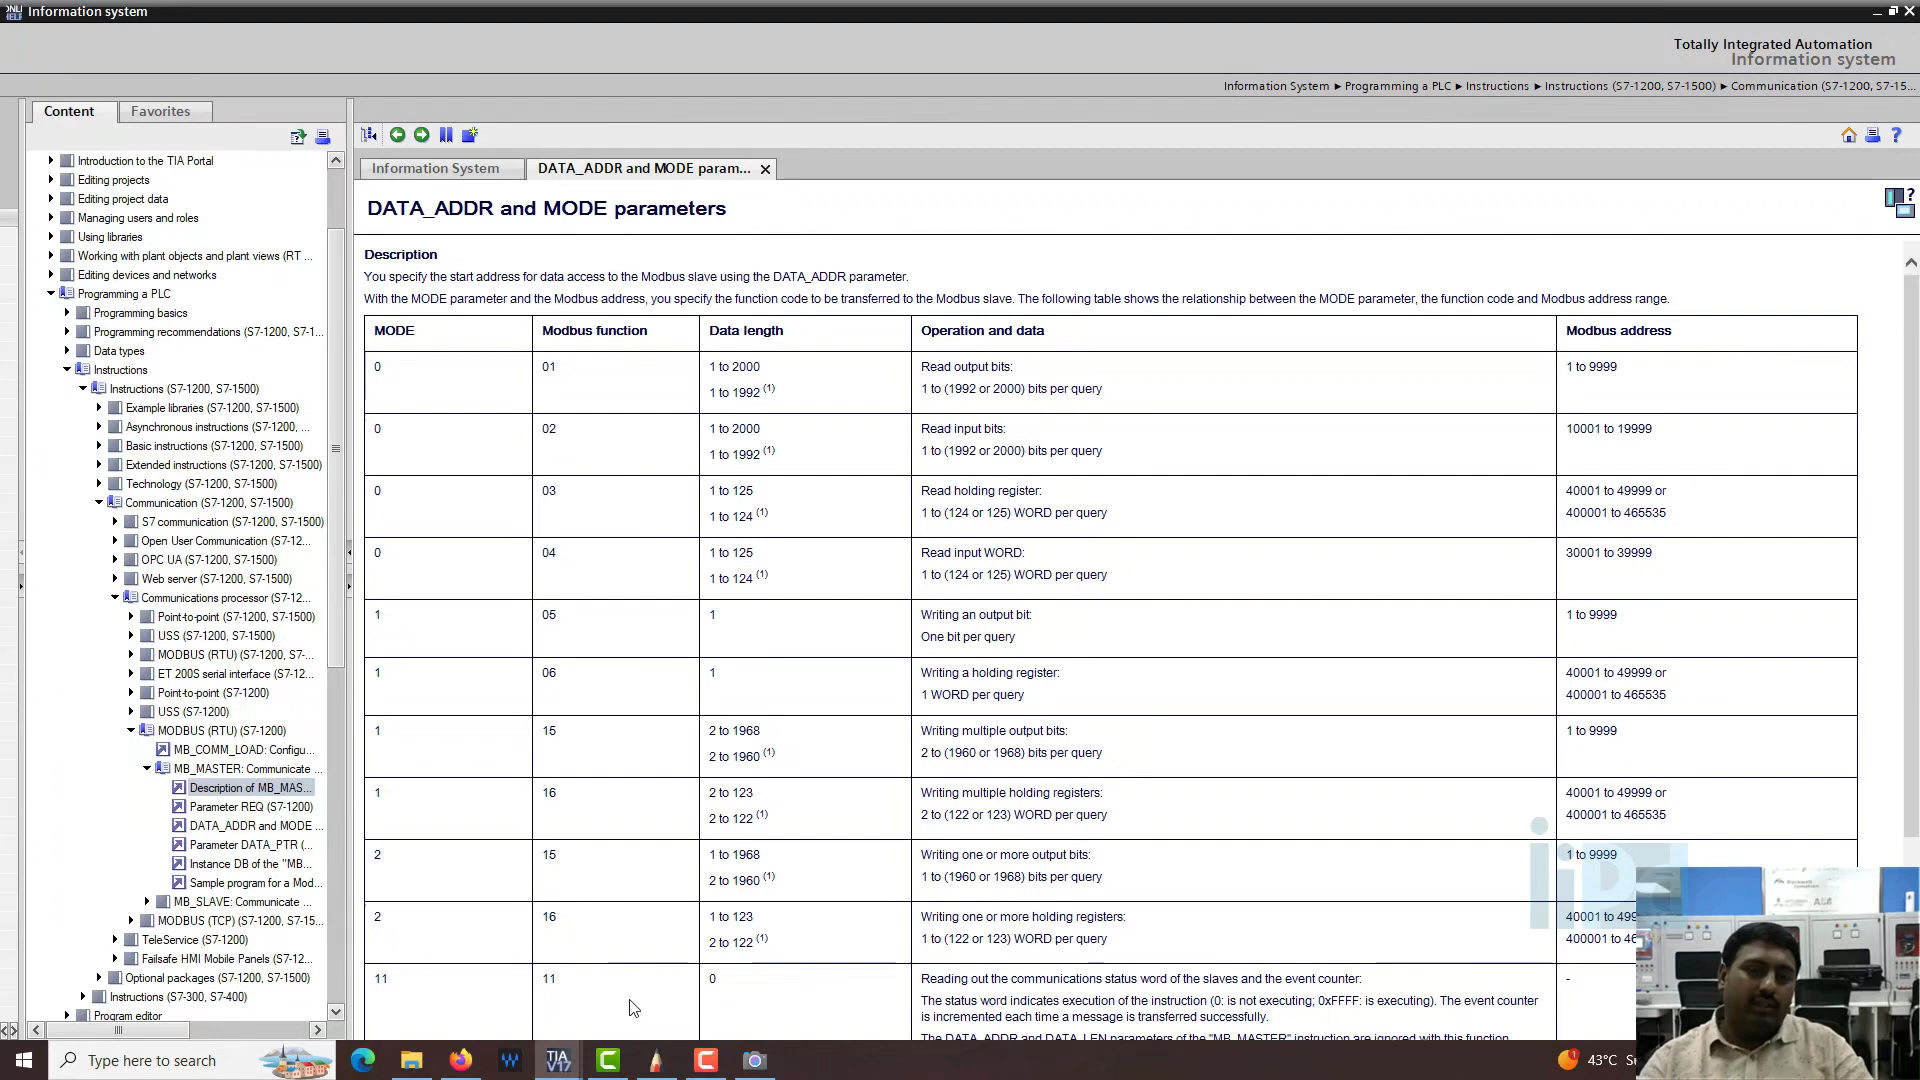 Information system
Totally Integrated Automation
Information system
Information System ▸ Programming a PLC ▸ Instructions ▸ Instructions (S7-1200, S7-1500) ▸ Communication (S7-1200, S7-15...
Content
Favorites
Introduction to the TIA Portal
Editing projects
Editing project data
Managing users and roles
Using libraries
Working with plant objects and plant views (RT ...
Editing devices and networks
Programming a PLC
Programming basics
Programming recommendations (S7-1200, S7-1...
Data types
Instructions
Instructions (S7-1200, S7-1500)
Example libraries (S7-1200, S7-1500)
Asynchronous instructions (S7-1200, ...
Basic instructions (S7-1200, S7-1500)
Extended instructions (S7-1200, S7-1500)
Technology (S7-1200, S7-1500)
Communication (S7-1200, S7-1500)
S7 communication (S7-1200, S7-1500)
Open User Communication (S7-12...
OPC UA (S7-1200, S7-1500)
Web server (S7-1200, S7-1500)
Communications processor (S7-12...
Point-to-point (S7-1200, S7-1500)
USS (S7-1200, S7-1500)
MODBUS (RTU) (S7-1200, S7-...
ET 200S serial interface (S7-12...
Point-to-point (S7-1200)
USS (S7-1200)
MODBUS (RTU) (S7-1200)
MB_COMM_LOAD: Configu...
MB_MASTER: Communicate ...
Description of MB_MAS...
Parameter REQ (S7-1200)
DATA_ADDR and MODE ...
Parameter DATA_PTR (...
Instance DB of the "MB...
Sample program for a Mod...
MB_SLAVE: Communicate ...
MODBUS (TCP) (S7-1200, S7-15...
TeleService (S7-1200)
Failsafe HMI Mobile Panels (S7-12...
Optional packages (S7-1200, S7-1500)
Instructions (S7-300, S7-400)
Program editor
Information System
DATA_ADDR and MODE param...
DATA_ADDR and MODE parameters
Description
You specify the start address for data access to the Modbus slave using the DATA_ADDR parameter.
With the MODE parameter and the Modbus address, you specify the function code to be transferred to the Modbus slave. The following table shows the relationship between the MODE parameter, the function code and Modbus address range.
MODE Modbus function Data length Operation and data Modbus address
0 01 1 to 2000 Read output bits: 1 to 9999
1 to 1992 (1) 1 to (1992 or 2000) bits per query
0 02 1 to 2000 Read input bits: 10001 to 19999
1 to 1992 (1) 1 to (1992 or 2000) bits per query
0 03 1 to 125 Read holding register: 40001 to 49999 or
1 to 124 (1) 1 to (124 or 125) WORD per query 400001 to 465535
0 04 1 to 125 Read input WORD: 30001 to 39999
1 to 124 (1) 1 to (124 or 125) WORD per query
1 05 1 Writing an output bit: 1 to 9999
One bit per query
1 06 1 Writing a holding register: 40001 to 49999 or
1 WORD per query 400001 to 465535
1 15 2 to 1968 Writing multiple output bits: 1 to 9999
2 to 1960 (1) 2 to (1960 or 1968) bits per query
1 16 2 to 123 Writing multiple holding registers: 40001 to 49999 or
2 to 122 (1) 2 to (122 or 123) WORD per query 400001 to 465535
2 15 1 to 1968 Writing one or more output bits: 1 to 9999
2 to 1960 (1) 1 to (1960 or 1968) bits per query
2 16 1 to 123 Writing one or more holding registers: 40001 to 499
2 to 122 (1) 1 to (122 or 123) WORD per query 400001 to 46
11 11 0 Reading out the communications status word of the slaves and the event counter: -
The status word indicates execution of the instruction (0: is not executing; 0xFFFF: is executing). The event counter
is incremented each time a message is transferred successfully.
The DATA_ADDR and DATA_LEN parameters of the "MB_MASTER" instruction are ignored with this function.
Type here to search
TIA
V17
1
43°C